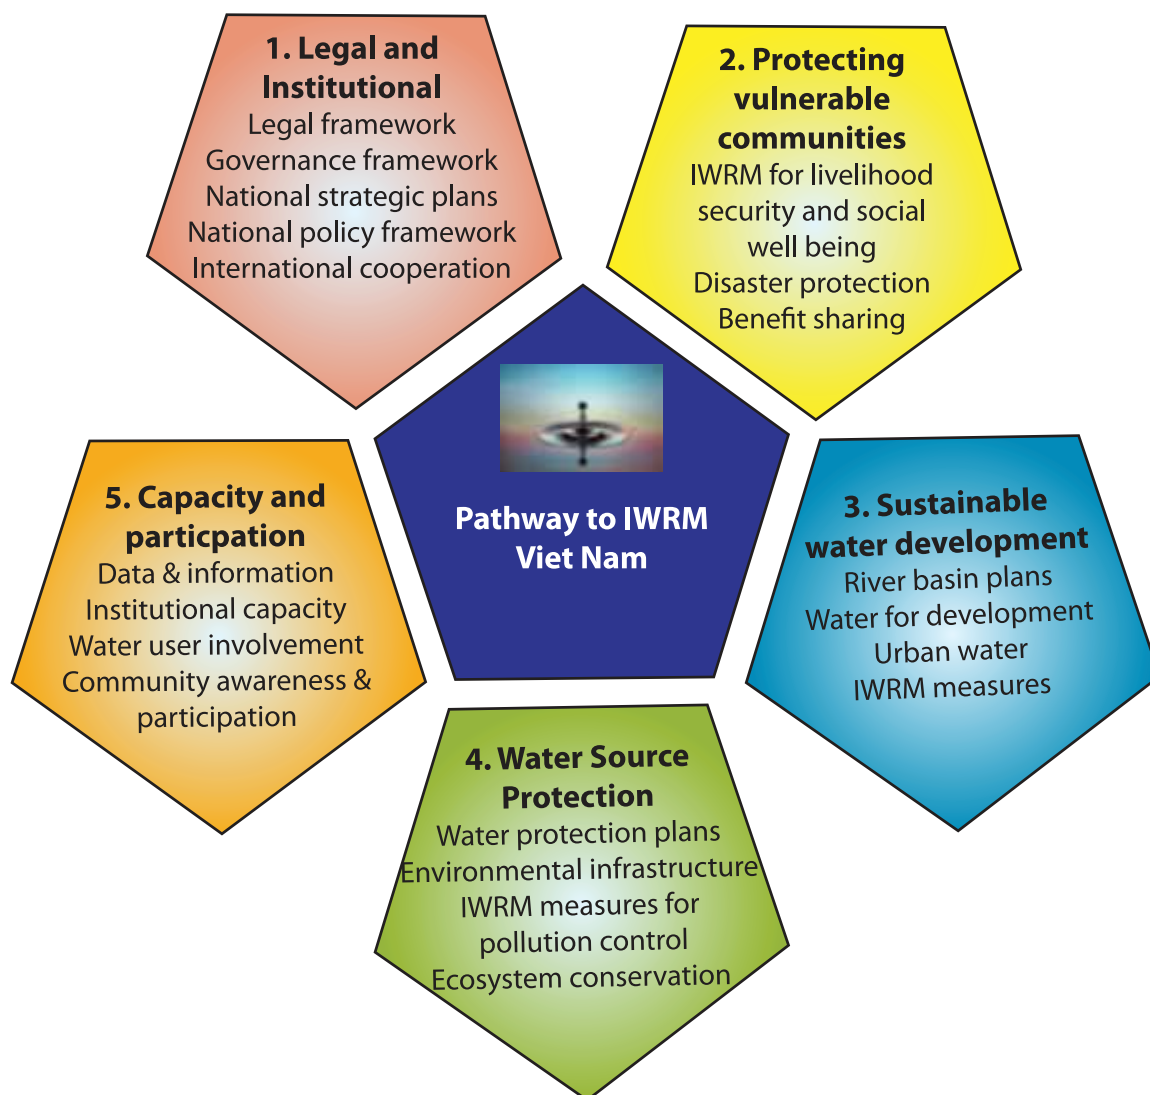 1. Legal and
Institutional
Legal framework
Governance framework
National strategic plans
National policy framework
International cooperation
2. Protecting
vulnerable
communities
IWRM for livelihood
security and social
well being
Disaster protection
Benefit sharing
Pathway to IWRM
Viet Nam
3. Sustainable
water development
River basin plans
Water for development
Urban water
IWRM measures
4. Water Source
Protection
Water protection plans
Environmental infrastructure
IWRM measures for
pollution control
Ecosystem conservation
5. Capacity and
particpation
Data & information
Institutional capacity
Water user involvement
Community awareness &
participation